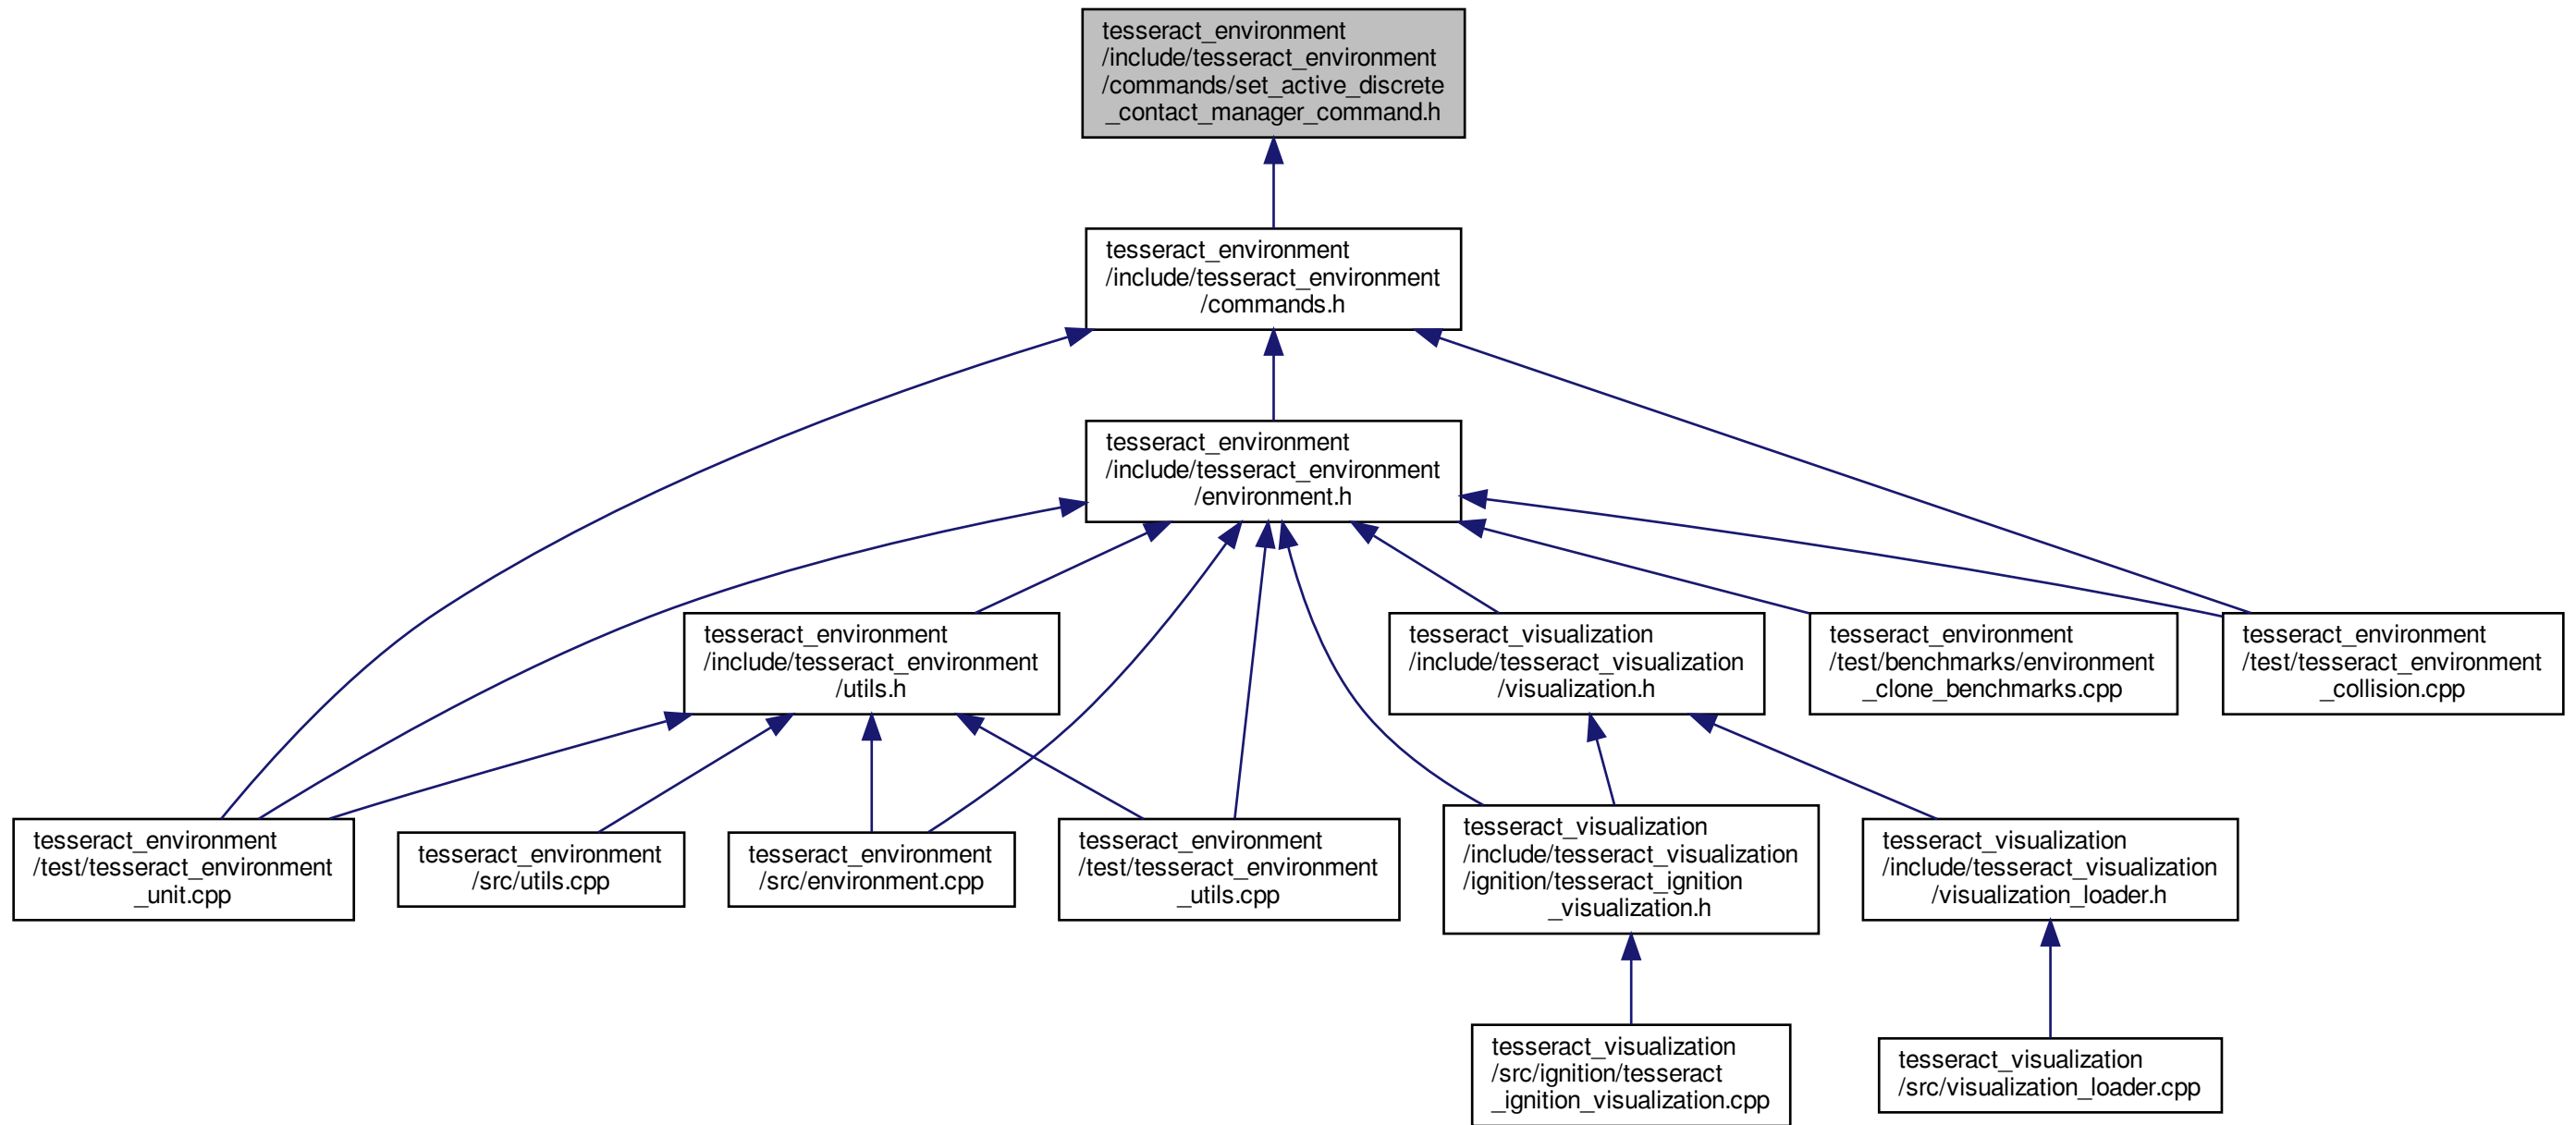 tesseract_environment
/include/tesseract_environment
/commands/set_active_discrete
_contact_manager_command.h
tesseract_environment
/include/tesseract_environment
/commands.h
tesseract_environment
/include/tesseract_environment
/environment.h
tesseract_environment
/include/tesseract_environment
/utils.h
tesseract_visualization
/include/tesseract_visualization
/visualization.h
tesseract_environment
/test/benchmarks/environment
_clone_benchmarks.cpp
tesseract_environment
/test/tesseract_environment
_collision.cpp
tesseract_environment
/test/tesseract_environment
_unit.cpp
tesseract_environment
/src/utils.cpp
tesseract_environment
/src/environment.cpp
tesseract_environment
/test/tesseract_environment
_utils.cpp
tesseract_visualization
/include/tesseract_visualization
/ignition/tesseract_ignition
_visualization.h
tesseract_visualization
/include/tesseract_visualization
/visualization_loader.h
tesseract_visualization
/src/ignition/tesseract
_ignition_visualization.cpp
tesseract_visualization
/src/visualization_loader.cpp